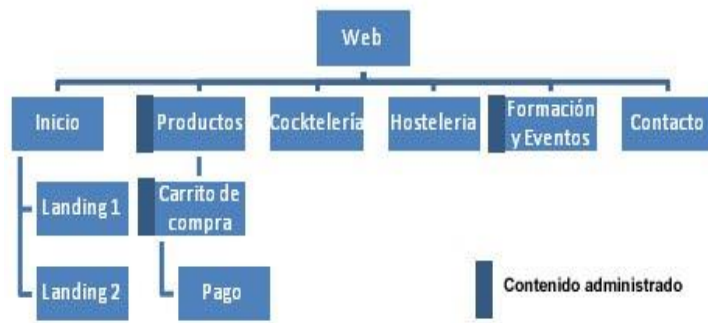 Web
Inicio
Productos
Cocktelería
Hosteleria
Formación
y Eventos
Contacto
Landing 1
Carrito de
compra
Landing 2
Pago
Contenido administrado